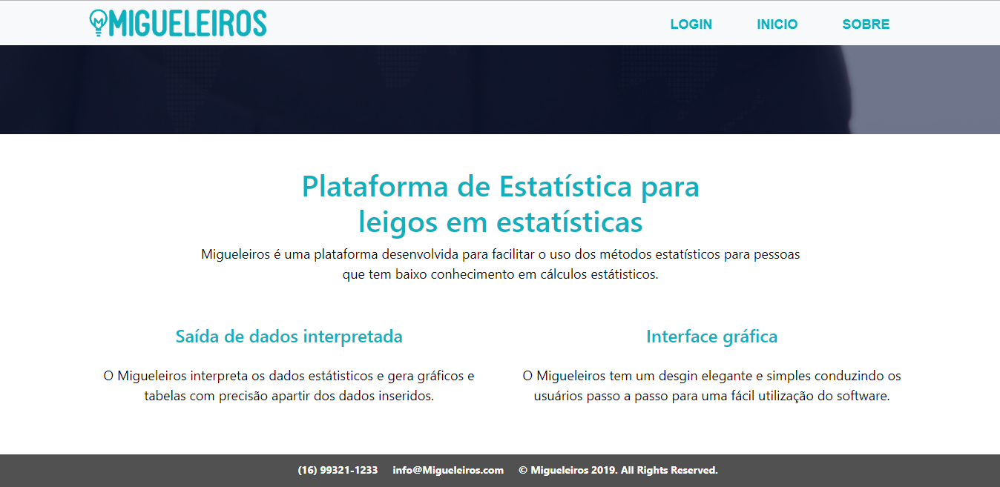 MIGUELEIROS
LOGIN INICIO SOBRE
Plataforma de Estatística para
leigos em estatísticas
Migueleiros é uma plataforma desenvolvida para facilitar o uso dos métodos estatísticos para pessoas
que tem baixo conhecimento em cálculos estátisticos.
Saída de dados interpretada
O Migueleiros interpreta os dados estátisticos e gera gráficos e
tabelas com precisão apartir dos dados inseridos.
Interface gráfica
O Migueleiros tem um desgin elegante e simples conduzindo os
usuários passo a passo para uma fácil utilização do software.
(16) 99321-1233 info@Migueleiros.com © Migueleiros 2019. All Rights Reserved.